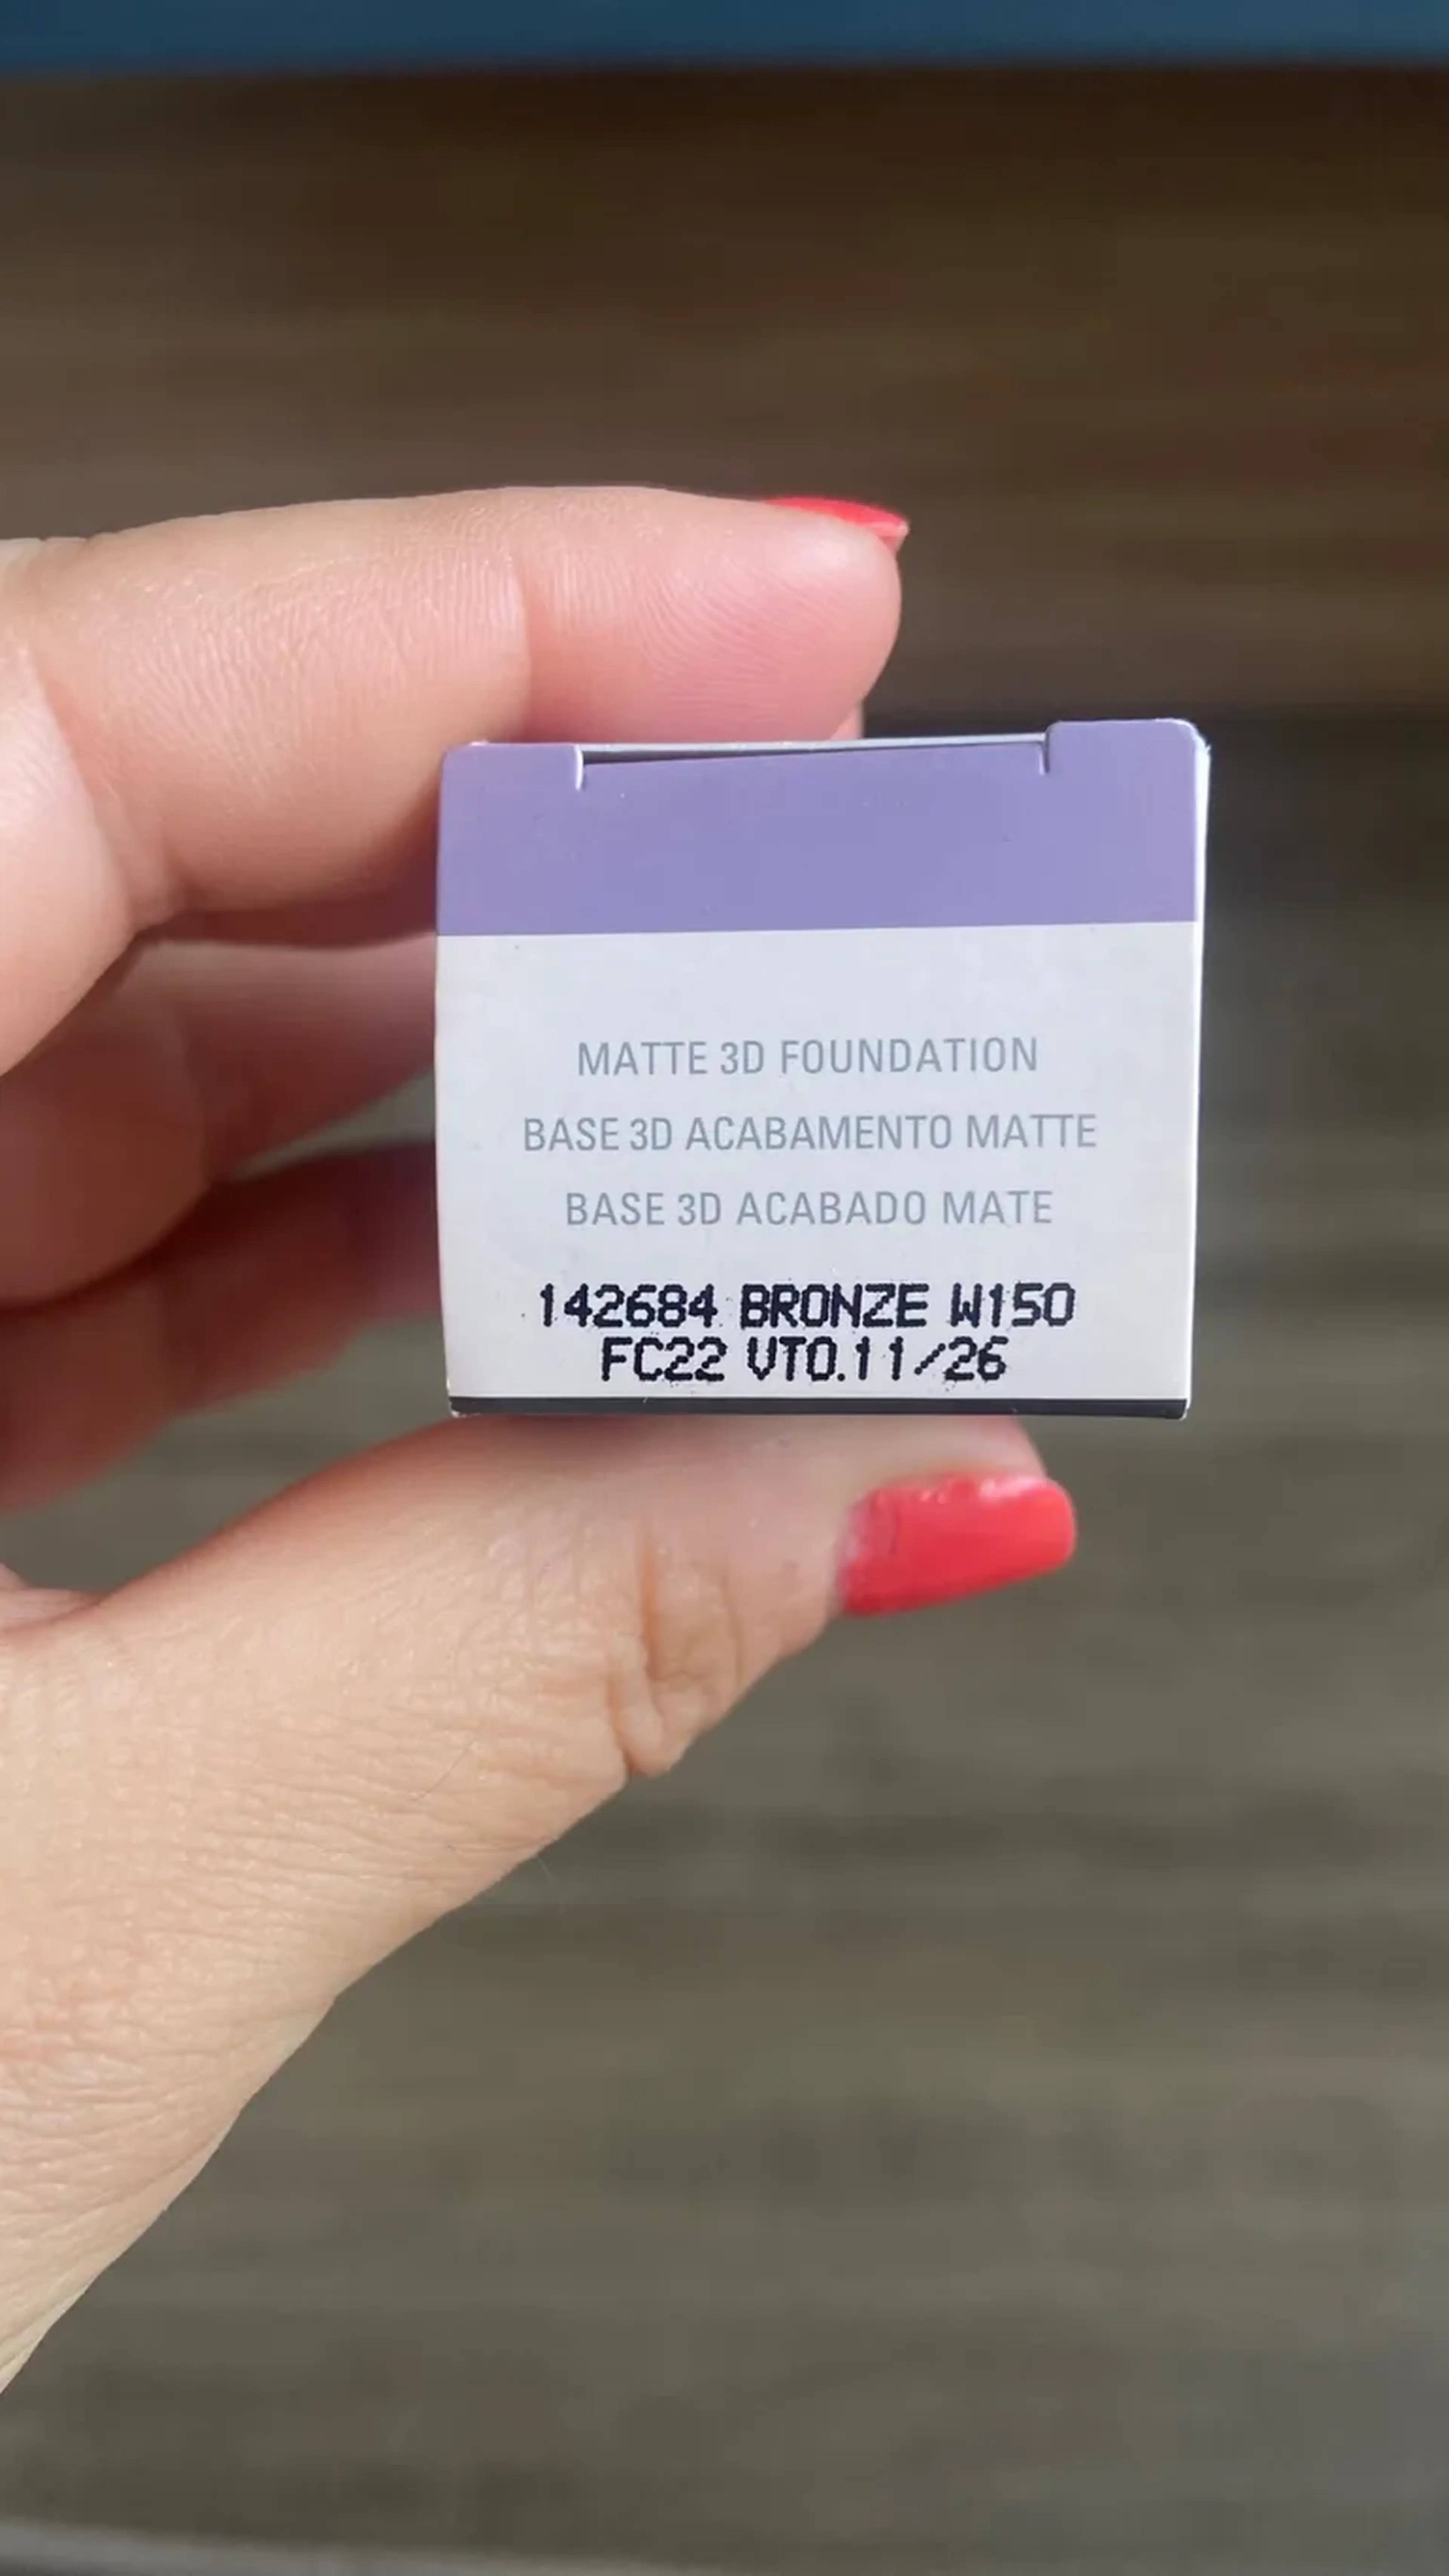 MATTE 3D FOUNDATION
BASE 3D ACABAMENTO MATTE
BASE 3D ACABADO MATE
142684 BRONZE W150
FC22 VTO.11/26